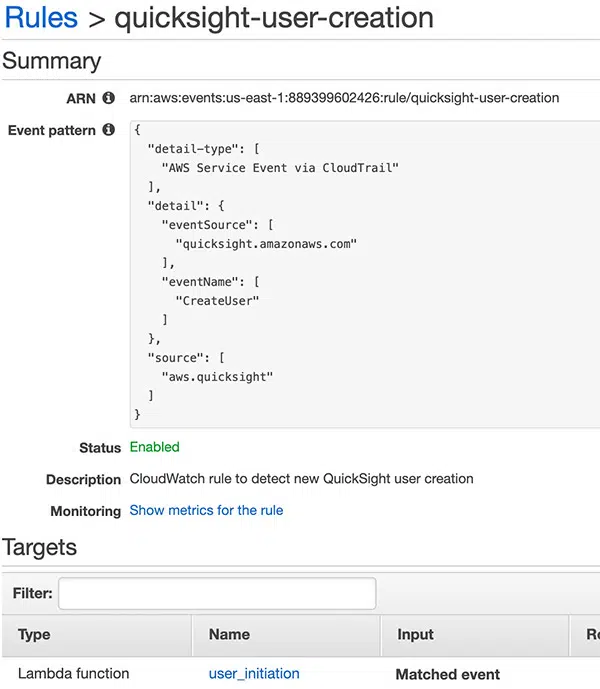 Rules > quicksight-user-creation
Summary
ARN arn:aws:events:us-east-1:889399602426:rule/quicksight-user-creation
Event pattern {
"detail-type": [
"AWS Service Event via CloudTrail"
],
"detail": {
"eventSource": [
"quicksight.amazonaws.com"
],
"eventName": [
"CreateUser"
]
},
"source": [
"aws.quicksight"
]
}
Status Enabled
Description CloudWatch rule to detect new QuickSight user creation
Monitoring Show metrics for the rule
Targets
Filter:
Type Name Input
Lambda function user_initiation Matched event